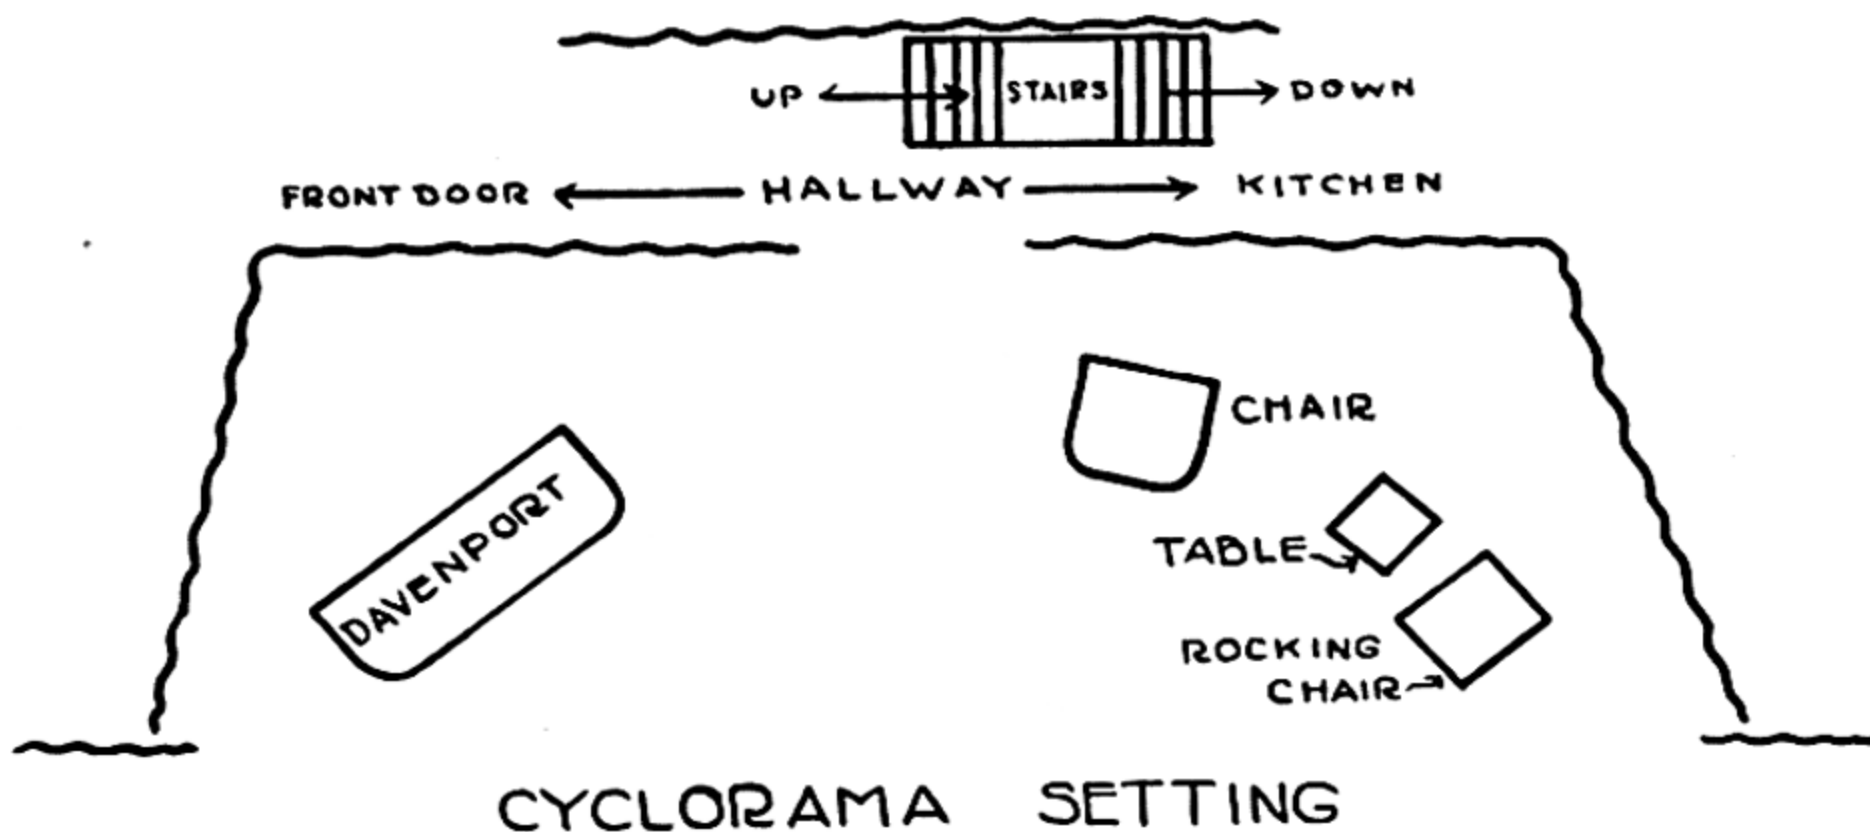 UP STAIRS DOWN
FRONT DOOR HALLWAY KITCHEN
CHAIR
DAVENPORT
TABLE
ROCKING
CHAIR
CYCLORAMA SETTING